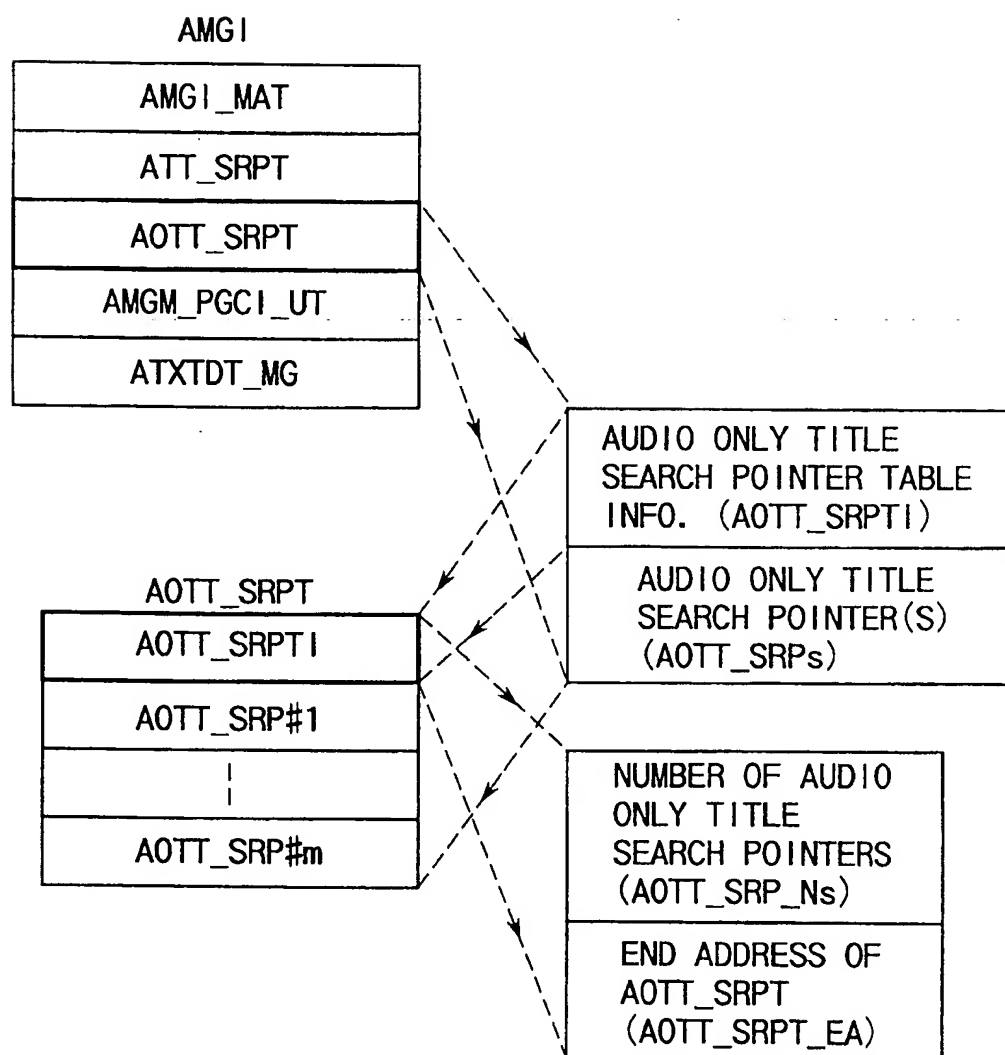 AMGI
AMGI_MAT
ATT_SRPT
AOTT_SRPT
AMGM_PGCI_UT
ATXTDT_MG
AUDIO ONLY TITLE
SEARCH POINTER TABLE
INFO. (AOTT_SRPTI)
AUDIO ONLY TITLE
SEARCH POINTER(S)
(AOTT_SRPs)
AOTT_SRPT
AOTT_SRPTI
AOTT_SRP#1
AOTT_SRP#m
NUMBER OF AUDIO
ONLY TITLE
SEARCH POINTERS
(AOTT_SRP_Ns)
END ADDRESS OF
AOTT_SRPT
(AOTT_SRPT_EA)